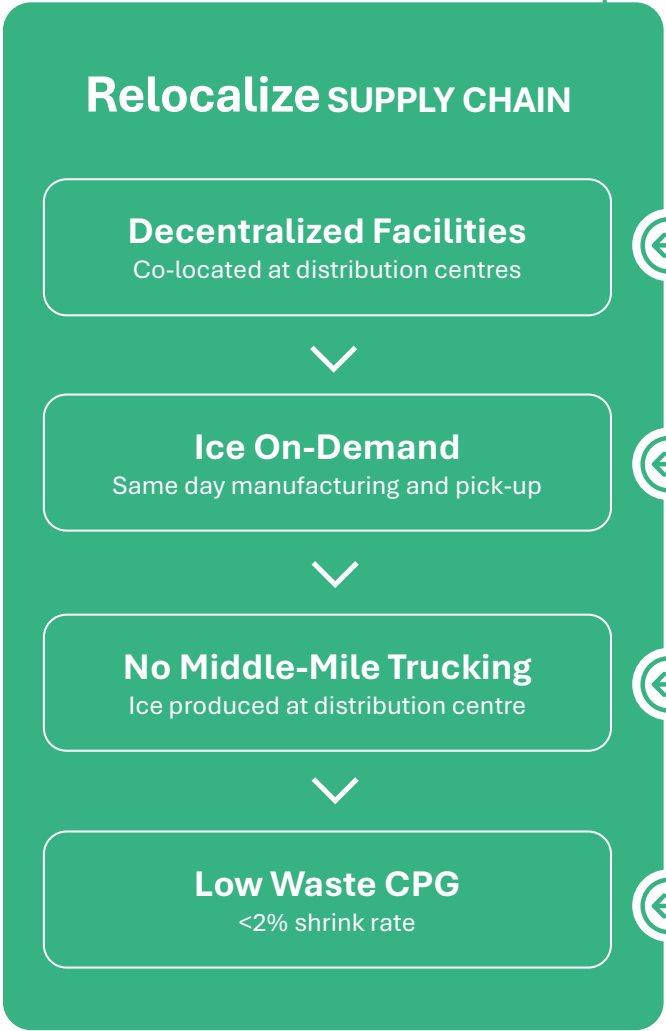 Relocalize SUPPLY CHAIN
Decentralized Facilities
Co-located at distribution centres
Ice On-Demand
Same day manufacturing and pick-up
No Middle-Mile Trucking
Ice produced at distribution centre
Low Waste CPG
<2% shrink rate